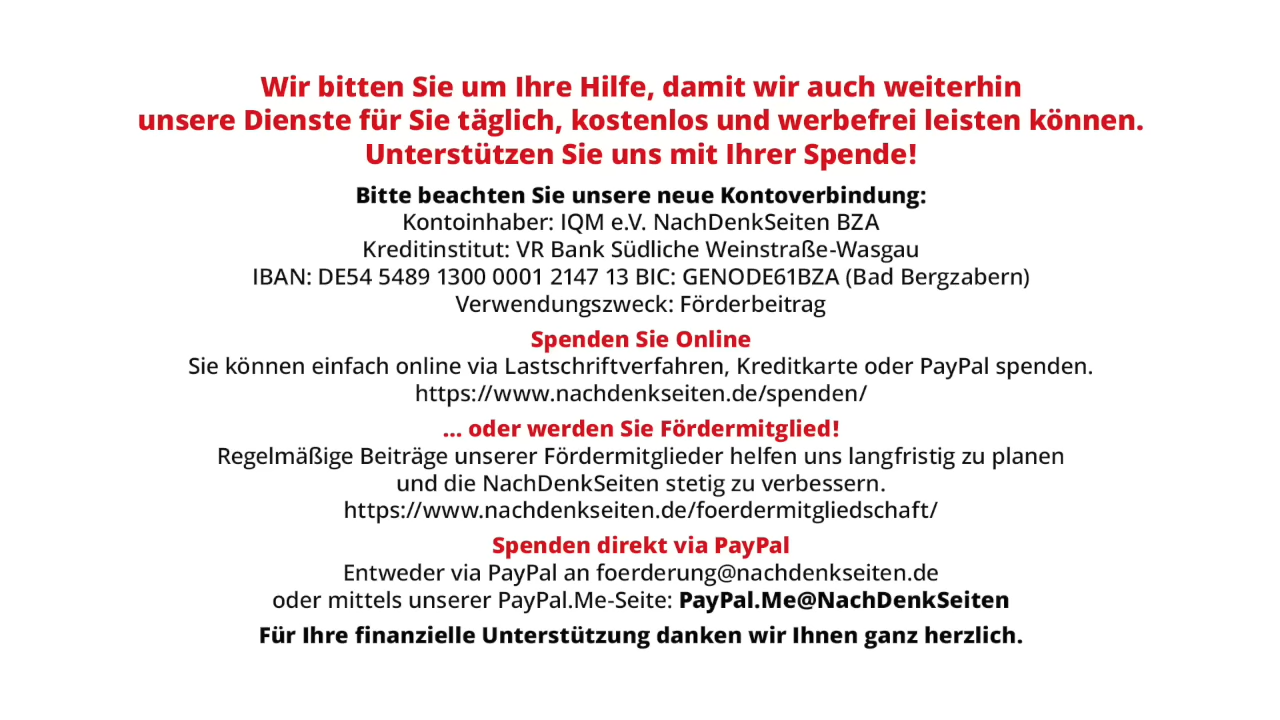 Wir bitten Sie um Ihre Hilfe, damit wir auch weiterhin
unsere Dienste für Sie täglich, kostenlos und werbefrei leisten können.
Unterstützen Sie uns mit Ihrer Spende!
Bitte beachten Sie unsere neue Kontoverbindung:
Kontoinhaber: IQM e.V. NachDenkSeiten BZA
Kreditinstitut: VR Bank Südliche Weinstraße-Wasgau
IBAN: DE54 5489 1300 0001 2147 13 BIC: GENODE61BZA (Bad Bergzabern)
Verwendungszweck: Förderbeitrag
Spenden Sie Online
Sie können einfach online via Lastschriftverfahren, Kreditkarte oder PayPal spenden.
https://www.nachdenkseiten.de/spenden/
... oder werden Sie Fördermitglied!
Regelmäßige Beiträge unserer Fördermitglieder helfen uns langfristig zu planen
und die NachDenkSeiten stetig zu verbessern.
https://www.nachdenkseiten.de/foerdermitgliedschaft/
Spenden direkt via PayPal
Entweder via PayPal an foerderung@nachdenkseiten.de
oder mittels unserer PayPal.Me-Seite: PayPal.Me@NachDenkSeiten
Für Ihre finanzielle Unterstützung danken wir Ihnen ganz herzlich.